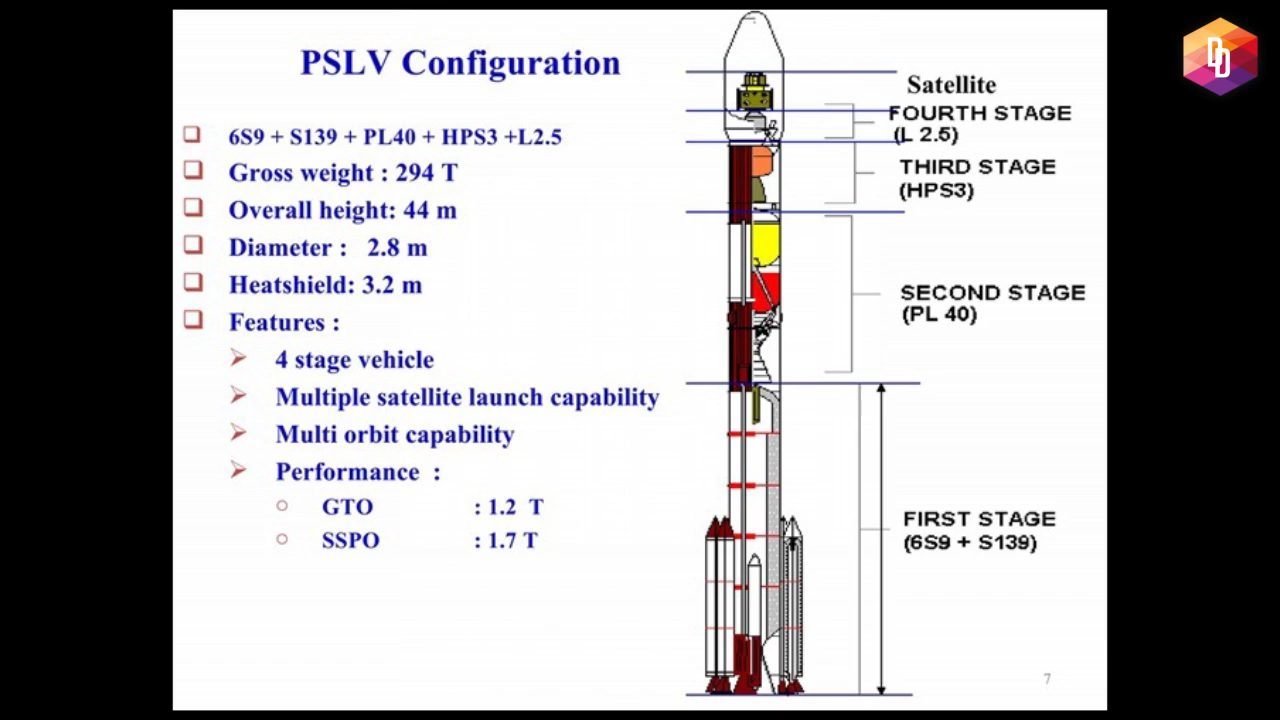 PSLV Configuration
6S9 + S139 + PL40 + HPS3 +L2.5
Gross weight : 294 T
Overall height: 44 m
Diameter : 2.8 m
Heatshield: 3.2 m
Features :
4 stage vehicle
Multiple satellite launch capability
Multi orbit capability
Performance :
GTO : 1.2 T
SSPO : 1.7 T
Satellite
FOURTH STAGE
(L 2.5)
THIRD STAGE
(HPS3)
SECOND STAGE
(PL 40)
FIRST STAGE
(6S9 + S139)
7
DD